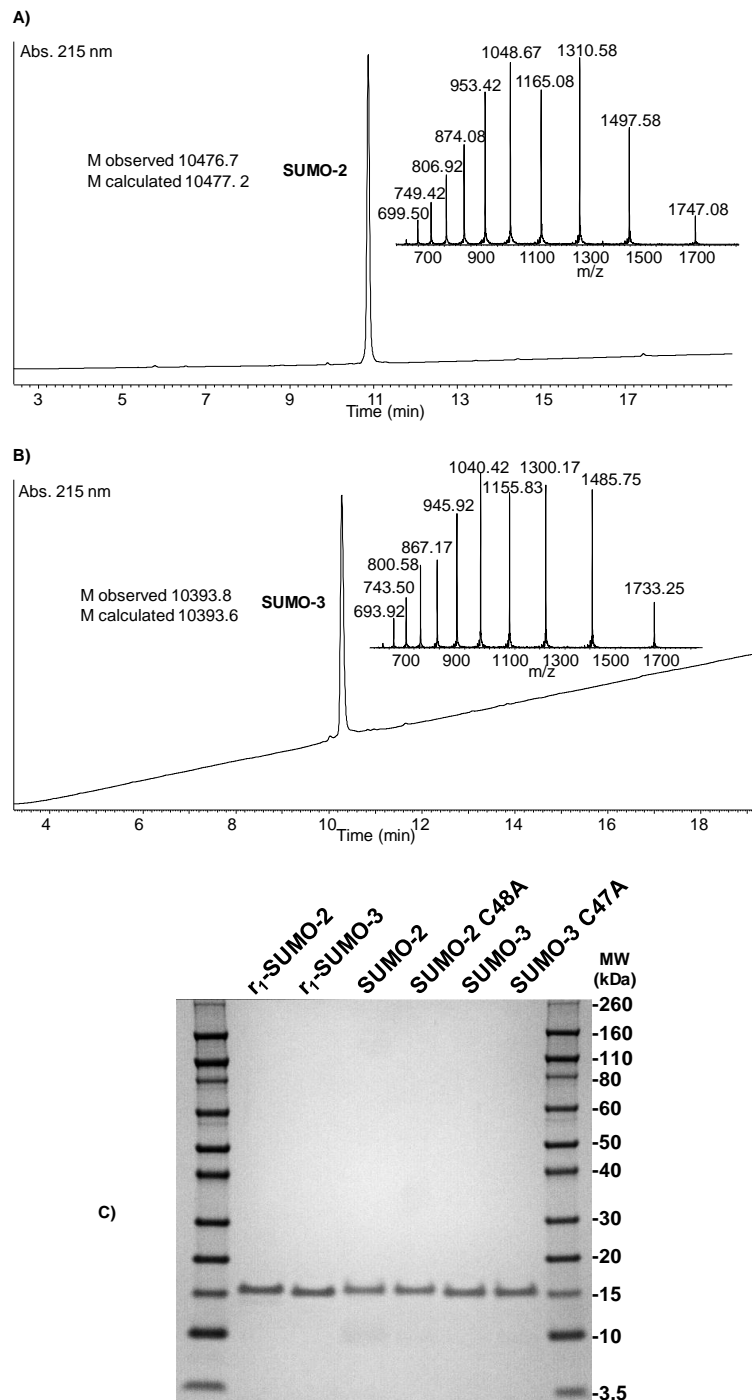 A)
Abs. 215 nm
M observed 10476.7
M calculated 10477. 2
SUMO-2
699.50
749.42
806.92
874.08
953.42
1048.67
1165.08
1310.58
1497.58
1747.08
700 900 1100 1300 1500 1700
m/z
3 5 7 9 11 13 15 17
Time (min)
B)
Abs. 215 nm
M observed 10393.8
M calculated 10393.6
SUMO-3
693.92
743.50
800.58
867.17
945.92
1040.42
1155.83
1300.17
1485.75
1733.25
700 900 1100 1300 1500 1700
m/z
4 6 8 10 12 14 16 18
Time (min)
C)
r₁-SUMO-2
r₁-SUMO-3
SUMO-2
SUMO-2 C48A
SUMO-3
SUMO-3 C47A
MW
(kDa)
-260
-160
-110
-80
-60
-50
-40
-30
-20
-15
-10
-3.5